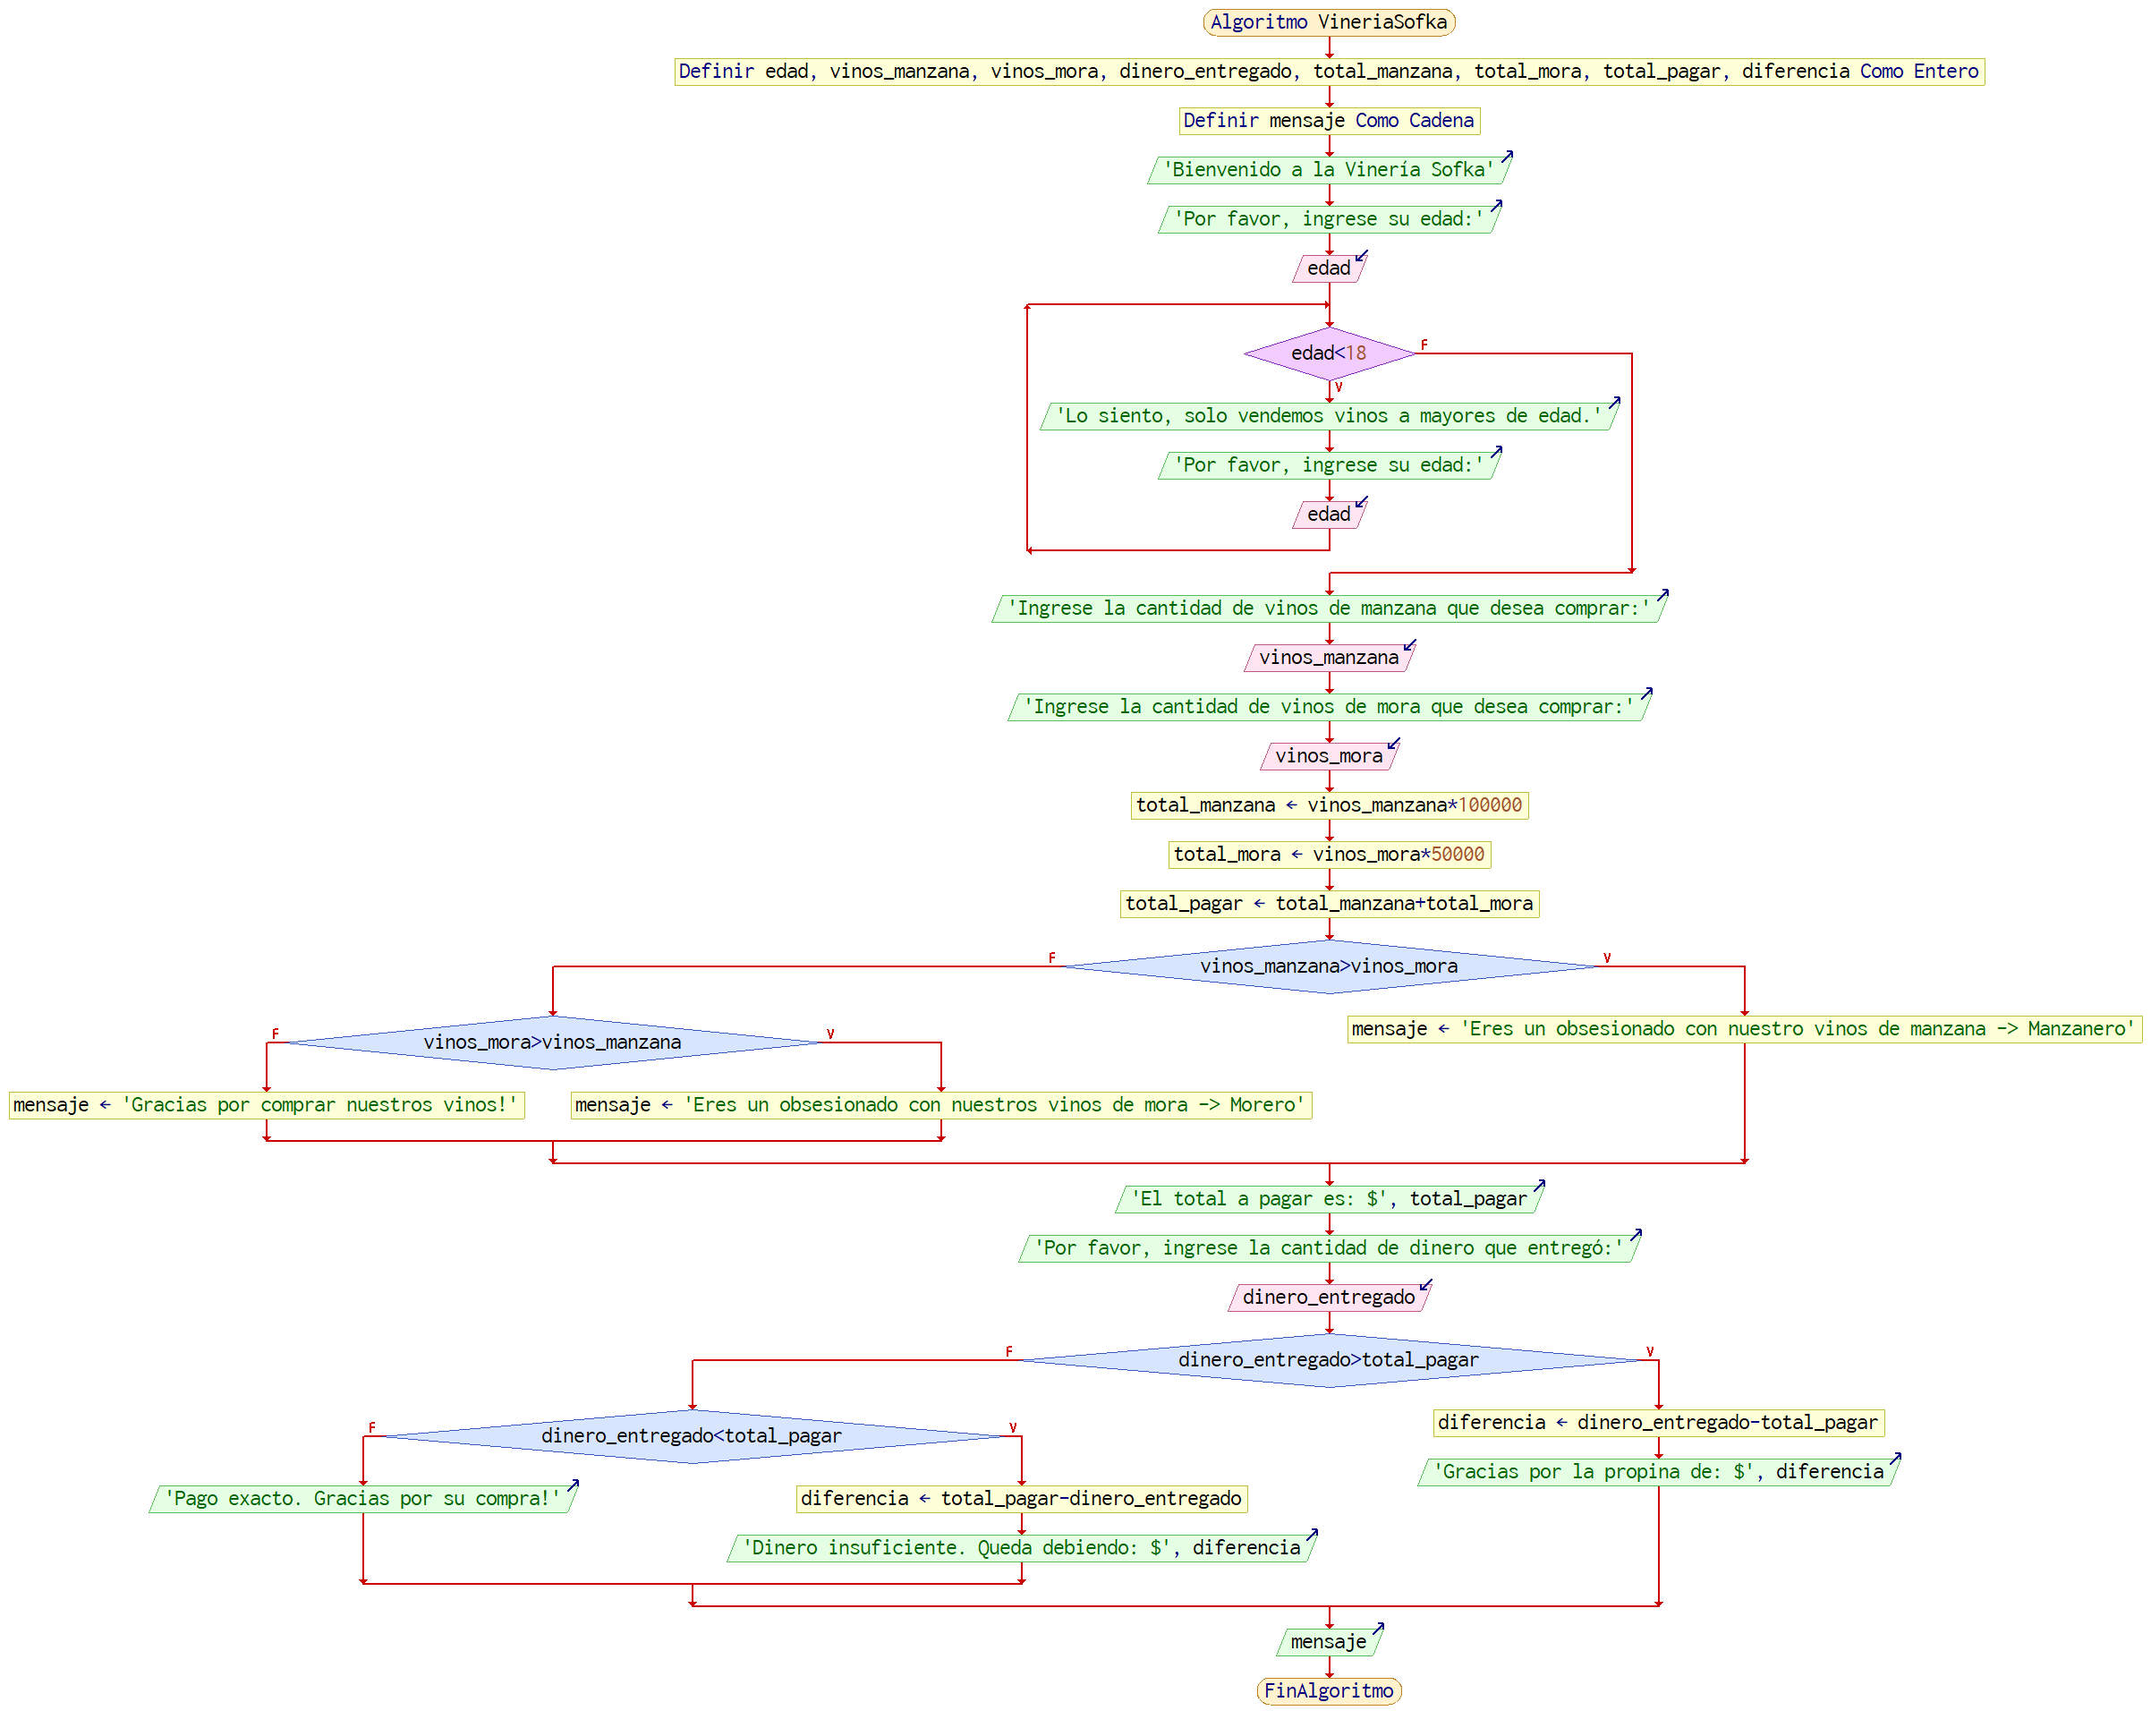 Algoritmo VineriaSofka
Definir edad, vinos_manzana, vinos_mora, dinero_entregado, total_manzana, total_mora, total_pagar, diferencia Como Entero
Definir mensaje Como Cadena
'Bienvenido a la Vinería Sofka'
'Por favor, ingrese su edad:'
edad
edad<18
F
V
'Lo siento, solo vendemos vinos a mayores de edad.'
'Por favor, ingrese su edad:'
edad
'Ingrese la cantidad de vinos de manzana que desea comprar:'
vinos_manzana
'Ingrese la cantidad de vinos de mora que desea comprar:'
vinos_mora
total_manzana ← vinos_manzana*100000
total_mora ← vinos_mora*50000
total_pagar ← total_manzana+total_mora
F
vinos_manzana>vinos_mora
V
F
vinos_mora>vinos_manzana
V
mensaje ← 'Eres un obsesionado con nuestro vinos de manzana -> Manzanero'
mensaje ← 'Gracias por comprar nuestros vinos!'
mensaje ← 'Eres un obsesionado con nuestros vinos de mora -> Morero'
'El total a pagar es: $', total_pagar
'Por favor, ingrese la cantidad de dinero que entregó:'
dinero_entregado
F
dinero_entregado>total_pagar
V
F
dinero_entregado<total_pagar
V
diferencia ← dinero_entregado-total_pagar
'Gracias por la propina de: $', diferencia
'Pago exacto. Gracias por su compra!'
diferencia ← total_pagar-dinero_entregado
'Dinero insuficiente. Queda debiendo: $', diferencia
mensaje
FinAlgoritmo